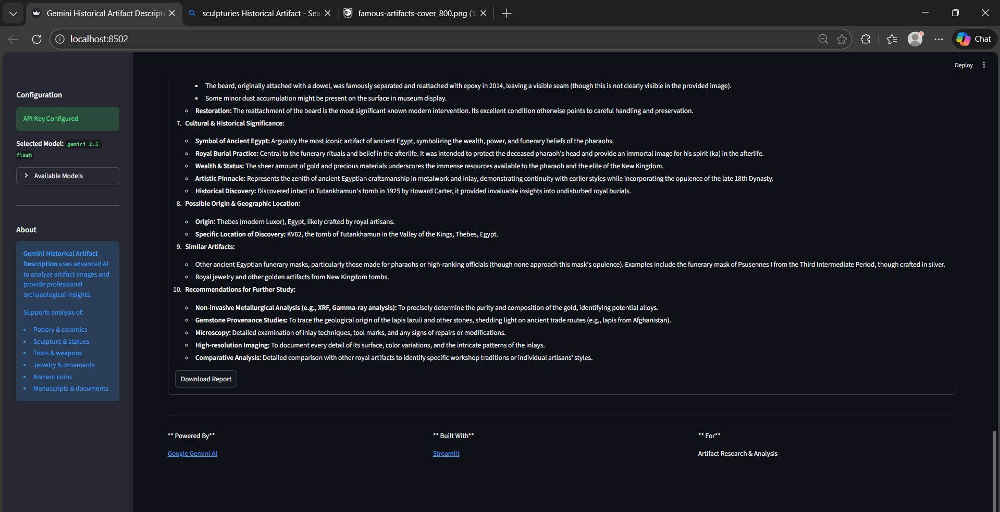 Gemini Historical Artifact Descripti
sculpturies Historical Artifact - Sea
famous-artifacts-cover_800.png (1
localhost:8502
Chat
Deploy
Configuration
API Key Configured
Selected Model: gemini-2.5-
flash
Available Models
About
Gemini Historical Artifact
Description uses advanced AI
to analyze artifact images and
provide professional
archaeological insights.
Supports analysis of:
• Pottery & ceramics
• Sculpture & statues
• Tools & weapons
• Jewelry & ornaments
• Ancient coins
• Manuscripts & documents
▪ The beard, originally attached with a dowel, was famously separated and reattached with epoxy in 2014, leaving a visible seam (though this is not clearly visible in the provided image).
▪ Some minor dust accumulation might be present on the surface in museum display.
◦ Restoration: The reattachment of the beard is the most significant known modern intervention. Its excellent condition otherwise points to careful handling and preservation.
7. Cultural & Historical Significance:
◦ Symbol of Ancient Egypt: Arguably the most iconic artifact of ancient Egypt, symbolizing the wealth, power, and funerary beliefs of the pharaohs.
◦ Royal Burial Practice: Central to the funerary rituals and belief in the afterlife. It was intended to protect the deceased pharaoh's head and provide an immortal image for his spirit (ka) in the afterlife.
◦ Wealth & Status: The sheer amount of gold and precious materials underscores the immense resources available to the pharaoh and the elite of the New Kingdom.
◦ Artistic Pinnacle: Represents the zenith of ancient Egyptian craftsmanship in metalwork and inlay, demonstrating continuity with earlier styles while incorporating the opulence of the late 18th Dynasty.
◦ Historical Discovery: Discovered intact in Tutankhamun's tomb in 1925 by Howard Carter, it provided invaluable insights into undisturbed royal burials.
8. Possible Origin & Geographic Location:
◦ Origin: Thebes (modern Luxor), Egypt, likely crafted by royal artisans.
◦ Specific Location of Discovery: KV62, the tomb of Tutankhamun in the Valley of the Kings, Thebes, Egypt.
9. Similar Artifacts:
◦ Other ancient Egyptian funerary masks, particularly those made for pharaohs or high-ranking officials (though none approach this mask's opulence). Examples include the funerary mask of Psusennes I from the Third Intermediate Period, though crafted in silver.
◦ Royal jewelry and other golden artifacts from New Kingdom tombs.
10. Recommendations for Further Study:
◦ Non-invasive Metallurgical Analysis (e.g., XRF, Gamma-ray analysis): To precisely determine the purity and composition of the gold, identifying potential alloys.
◦ Gemstone Provenance Studies: To trace the geological origin of the lapis lazuli and other stones, shedding light on ancient trade routes (e.g., lapis from Afghanistan).
◦ Microscopy: Detailed examination of inlay techniques, tool marks, and any signs of repairs or modifications.
◦ High-resolution Imaging: To document every detail of its surface, color variations, and the intricate patterns of the inlays.
◦ Comparative Analysis: Detailed comparison with other royal artifacts to identify specific workshop traditions or individual artisans' styles.
Download Report
** Powered By**
Google Gemini AI
** Built With**
Streamlit
** For**
Artifact Research & Analysis